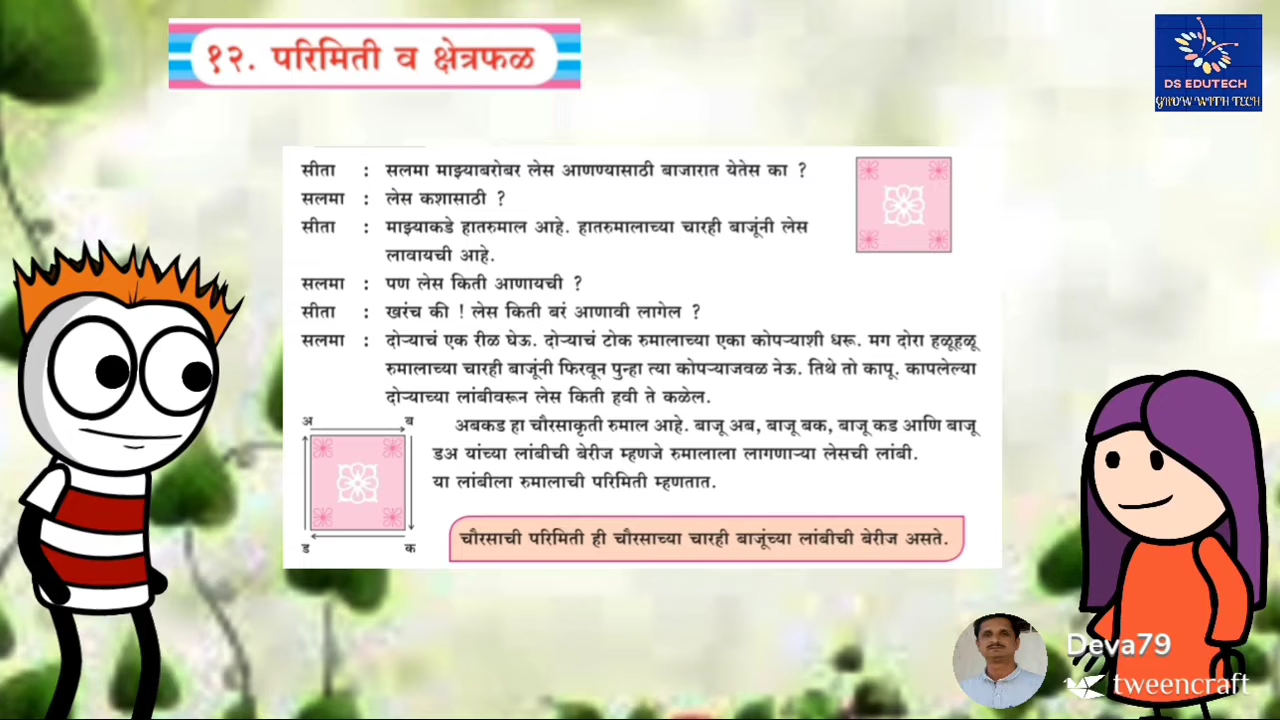 १२. परिमिती व क्षेत्रफळ
DS EDUTECH
GROW WITH TECH
सीता : सलमा माझ्याबरोबर लेस आणण्यासाठी बाजारात येतेस का ?
सलमा : लेस कशासाठी ?
सीता : माझ्याकडे हातरुमाल आहे. हातरुमालाच्या चारही बाजूंनी लेस
लावायची आहे.
सलमा : पण लेस किती आणायची ?
सीता : खरंच की ! लेस किती बरं आणावी लागेल ?
सलमा : दोऱ्याचं एक रीळ घेऊ. दोऱ्याचं टोक रुमालाच्या एका कोपऱ्याशी धरू. मग दोरा हळूहळू
रुमालाच्या चारही बाजूंनी फिरवून पुन्हा त्या कोपऱ्याजवळ नेऊ. तिथे तो कापू. कापलेल्या
दोऱ्याच्या लांबीवरून लेस किती हवी ते कळेल.
अ ब
ड क
अबकड हा चौरसाकृती रुमाल आहे. बाजू अब, बाजू बक, बाजू कड आणि बाजू
डअ यांच्या लांबीची बेरीज म्हणजे रुमालाला लागणाऱ्या लेसची लांबी.
या लांबीला रुमालाची परिमिती म्हणतात.
चौरसाची परिमिती ही चौरसाच्या चारही बाजूंच्या लांबीची बेरीज असते.
Deva79
tweencraft